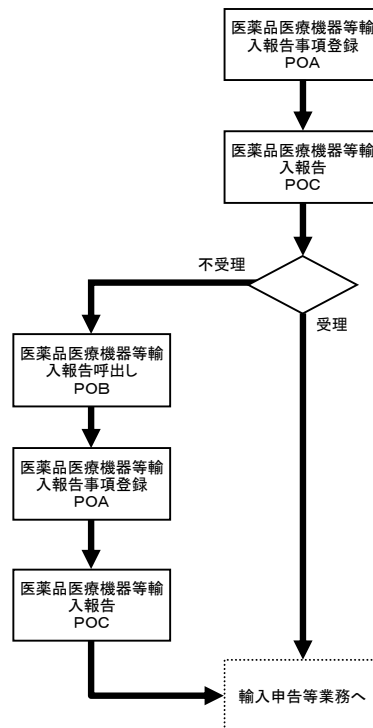 医薬品医療機器等輸
入報告事項登録
POA
医薬品医療機器等輸
入報告
POC
不受理
受理
医薬品医療機器等輸
入報告呼出し
POB
医薬品医療機器等輸
入報告事項登録
POA
医薬品医療機器等輸
入報告
POC
輸入申告等業務へ